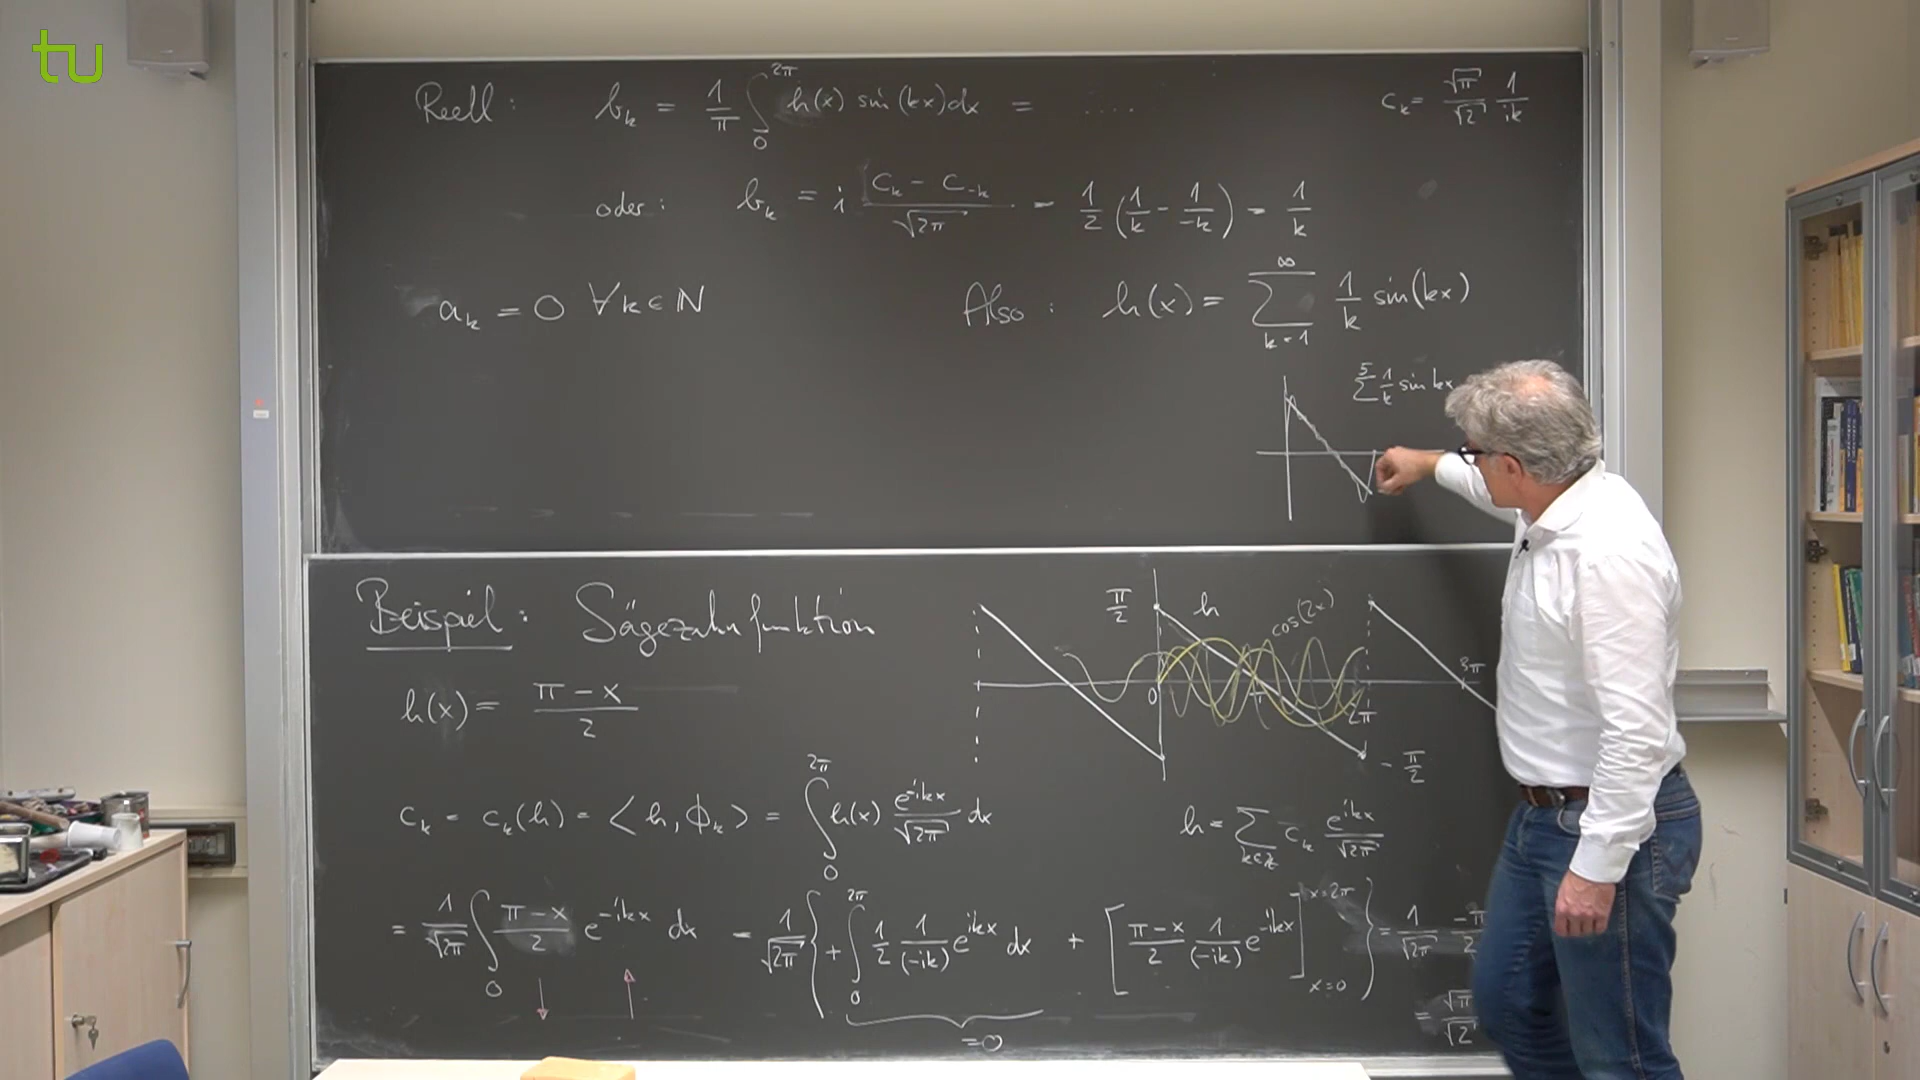 tu
Reell: b_k = 1/π ∫_0^{2π} h(x) sin(kx) dx = ....
c_k = √π/√2 1/ik
oder: b_k = i (c_k - c_{-k})/√2π = 1/2 (1/k - 1/-k) = 1/k
a_k = 0 ∀k∈ℕ
Also: h(x) = ∑_{k=1}^∞ 1/k sin(kx)
∑^5 1/k sin kx
Beispiel: Sägezahnfunktion
π/2 h cos(2x)
0 π 2π 3π
-π/2
h(x) = (π-x)/2
c_k = c_k(h) = <h, ϕ_k> = ∫_0^{2π} h(x) e^{-ikx}/√2π dx
h = ∑_{k∈ℤ} c_k e^{ikx}/√2π
= 1/√2π ∫_0 (π-x)/2 e^{-ikx} dx = 1/√2π { + ∫_0^{2π} 1/2 1/(-ik) e^{ikx} dx + [ (π-x)/2 1/(-ik) e^{-ikx} ]_{x=0}^{x=2π} } = 1/√2π -π/2
=0
= √π/√2